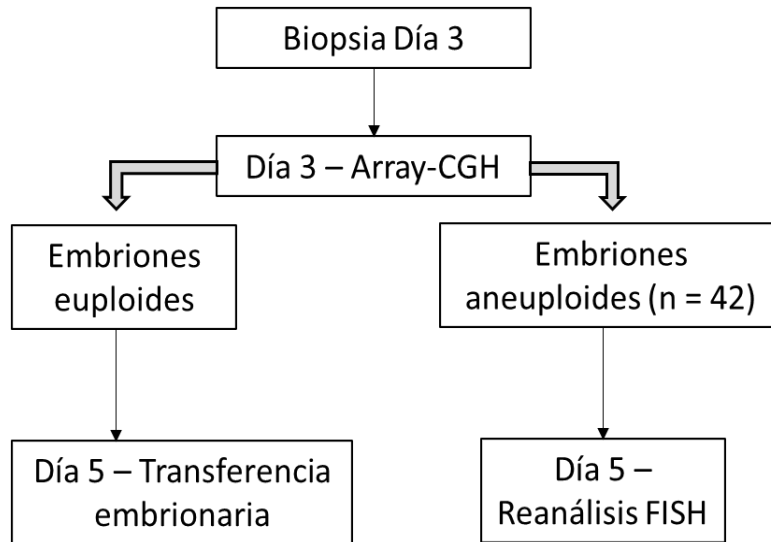 Biopsia Día 3
Día 3 – Array-CGH
Embriones
euploides
Embriones
aneuploides (n = 42)
Día 5 – Transferencia
embrionaria
Día 5 –
Reanálisis FISH